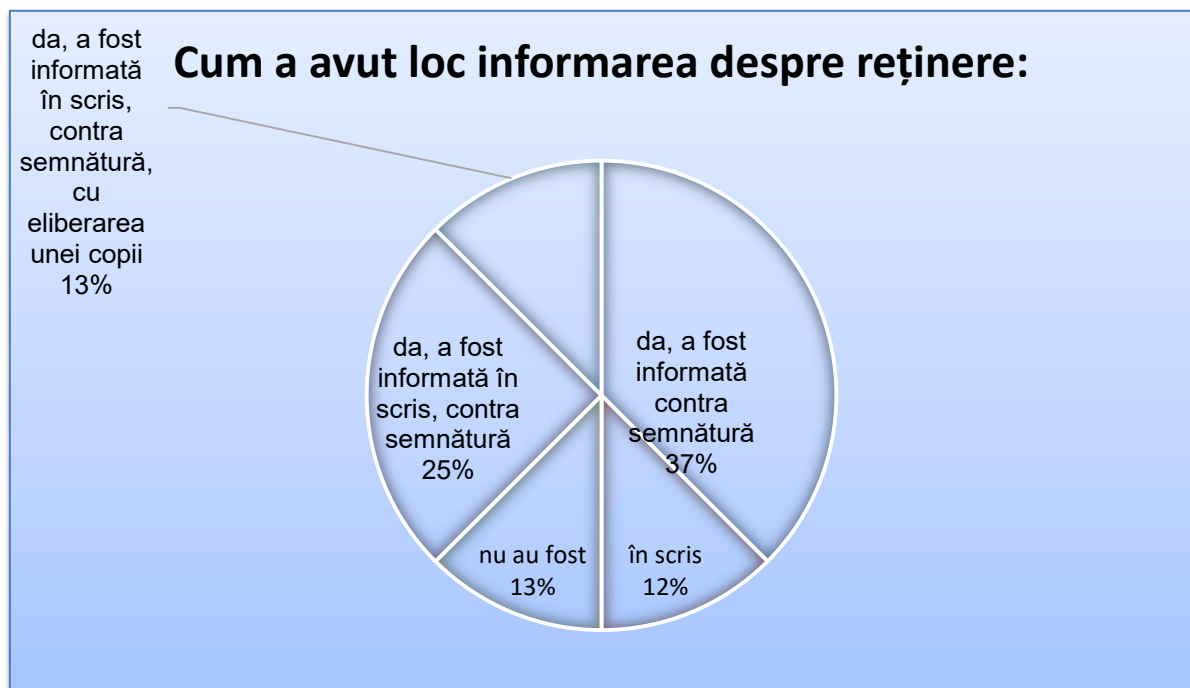 Cum a avut loc informarea despre reținere:
da, a fost
informată
în scris,
contra
semnătură,
cu
eliberarea
unei copii
13%
da, a fost
informată
contra
semnătură
37%
da, a fost
informată în
scris, contra
semnătură
25%
nu au fost
13%
în scris
12%